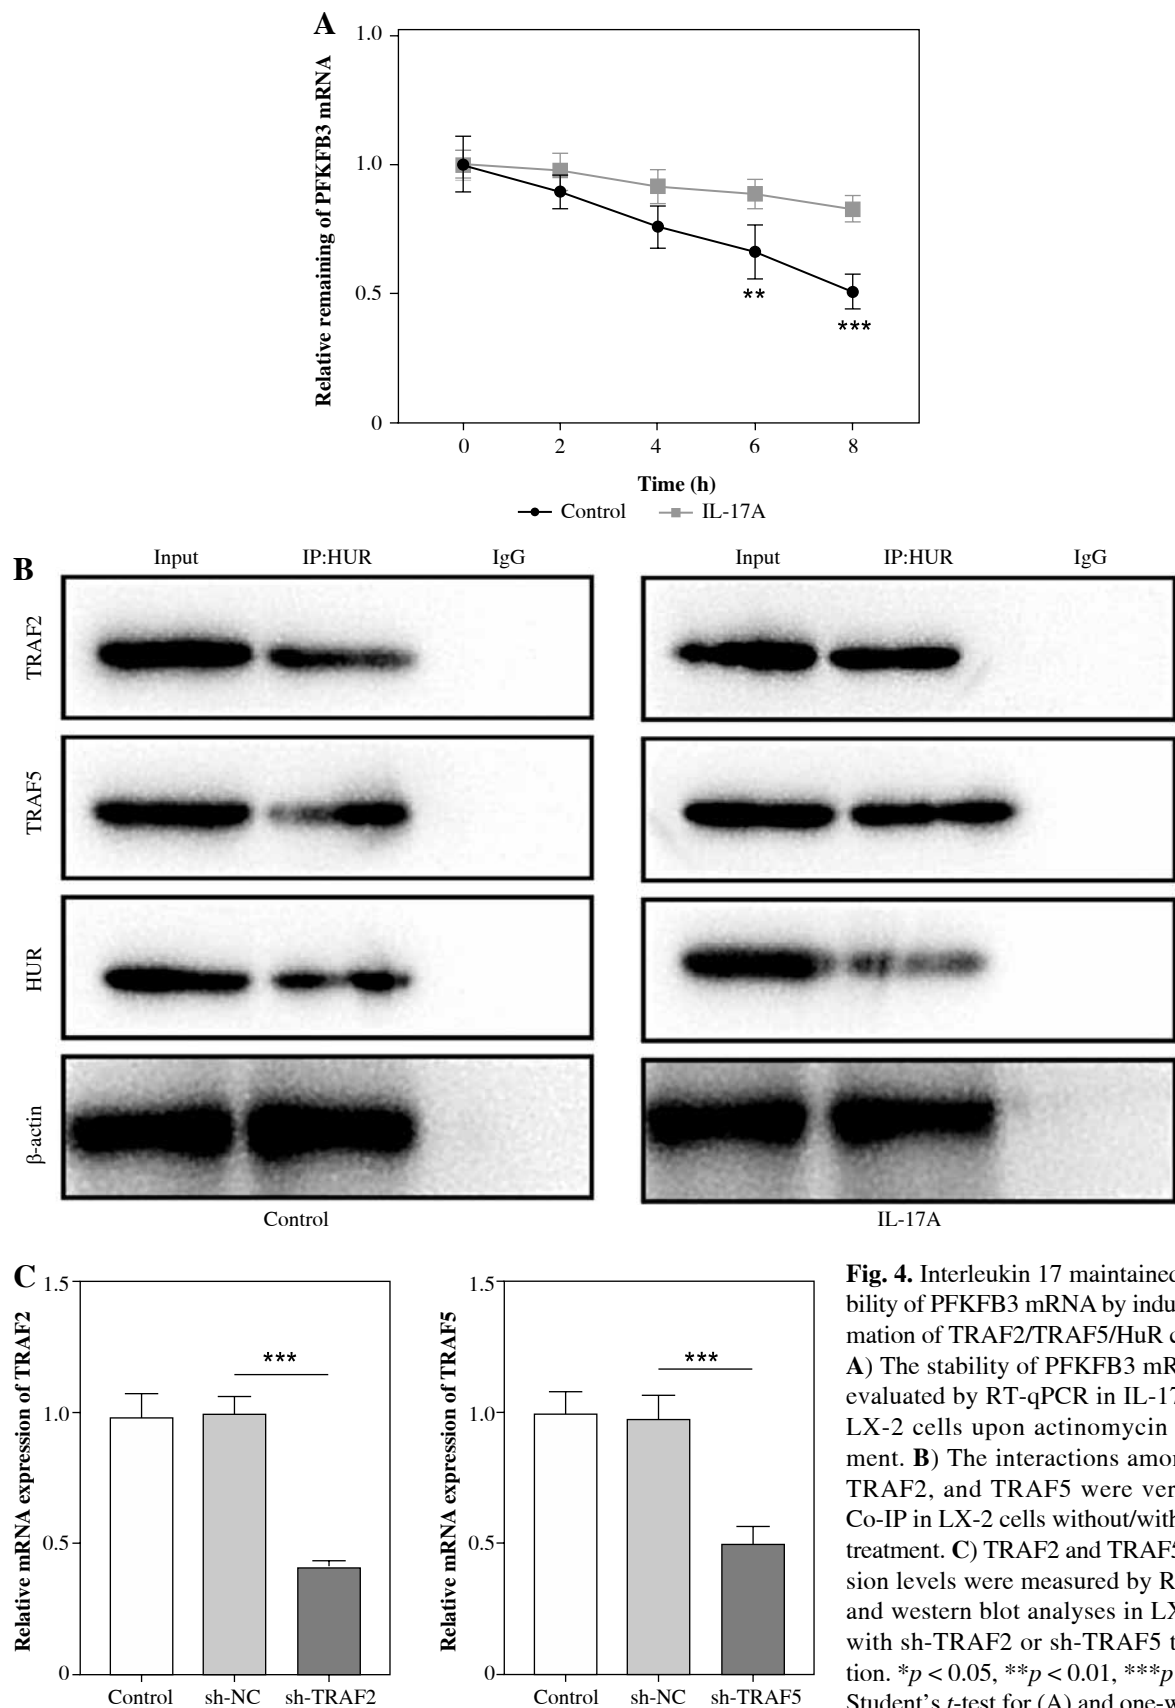 A
Relative remaining of PFKFB3 mRNA
1.0
1.0
0.5
0
**
***
0 2 4 6 8
Time (h)
Control IL-17A
B
Input IP:HUR IgG
Input IP:HUR IgG
TRAF2
TRAF5
HUR
β-actin
Control
IL-17A
C
Relative mRNA expression of TRAF2
1.5
1.0
0.5
0
***
Control sh-NC sh-TRAF2
Relative mRNA expression of TRAF5
1.5
1.0
0.5
0
***
Control sh-NC sh-TRAF5
Fig. 4. Interleukin 17 maintained
bility of PFKFB3 mRNA by indu
mation of TRAF2/TRAF5/HuR c
A) The stability of PFKFB3 mR
evaluated by RT-qPCR in IL-17
LX-2 cells upon actinomycin
ment. B) The interactions amon
TRAF2, and TRAF5 were ver
Co-IP in LX-2 cells without/with
treatment. C) TRAF2 and TRAF5
sion levels were measured by R
and western blot analyses in LX
with sh-TRAF2 or sh-TRAF5 t
tion. *p < 0.05, **p < 0.01, ***p
Student's t-test for (A) and one-w